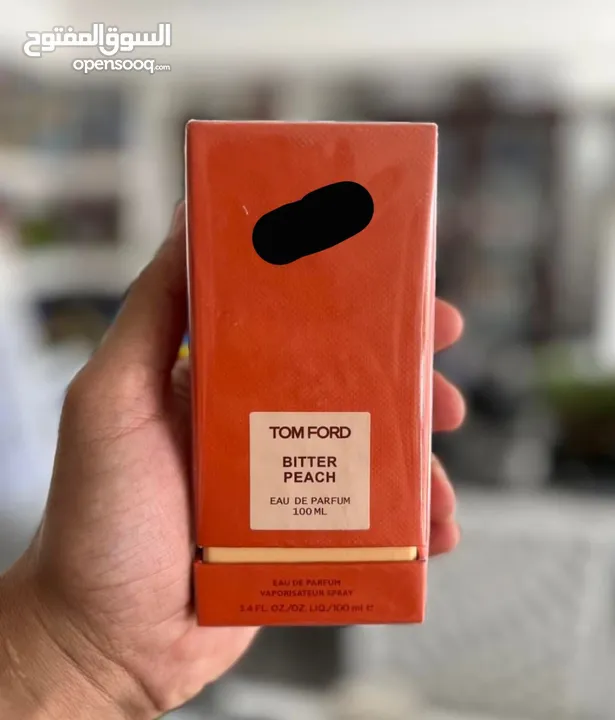 السوق المفتوح
opensooq.com
TOM FORD
BITTER
PEACH
EAU DE PARFUM
100 ML
EAU DE PARFUM
VAPORISATEUR SPRAY
3.4 FL. OZ./OZ. LIQ./100 ml ℮